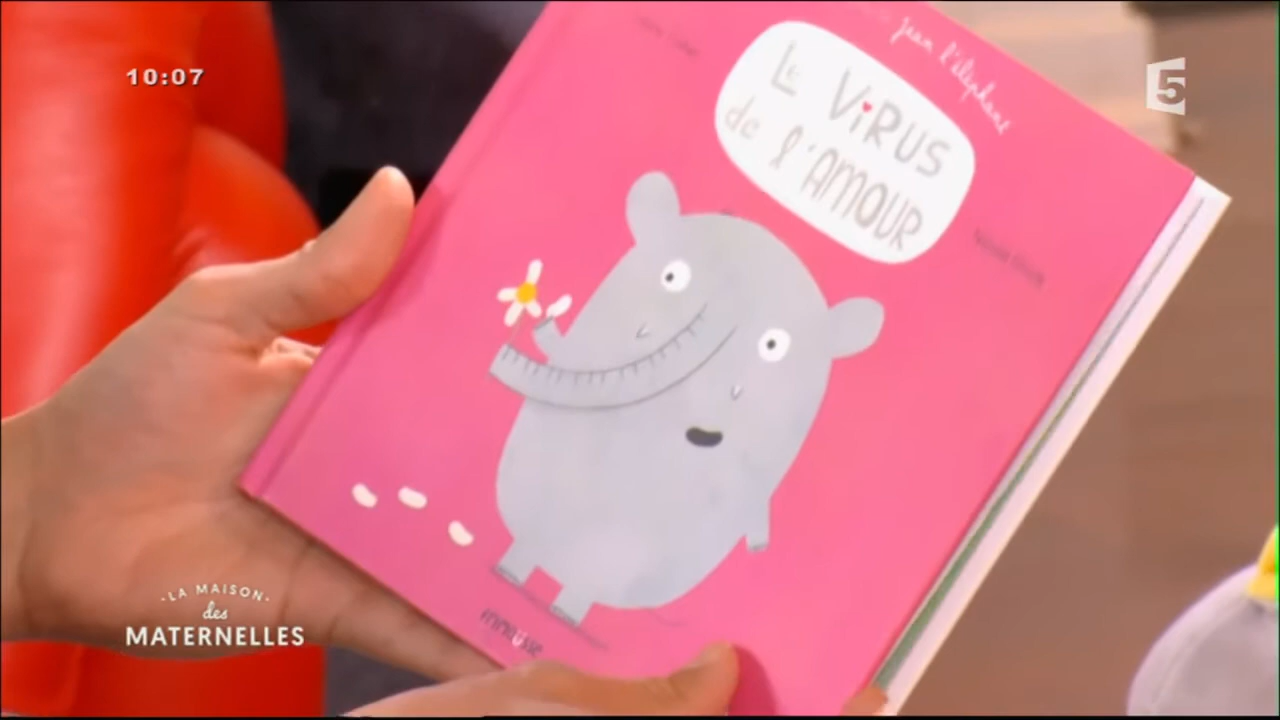 10:07
5
jean l'éléphant
Le ViRUS
de l'AMOUR
LA MAISON
des
MATERNELLES